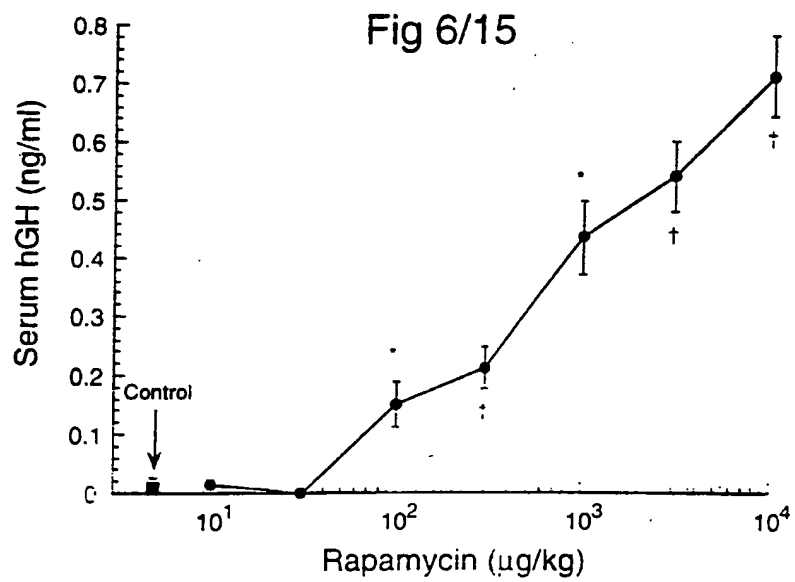 Fig 6/15
0.8
0.7
0.6
0.5
0.4
0.3
0.2
0.1
0
Serum hGH (ng/ml)
Control
*
‡
*
†
‡
10¹ 10² 10³ 10⁴
Rapamycin (µg/kg)